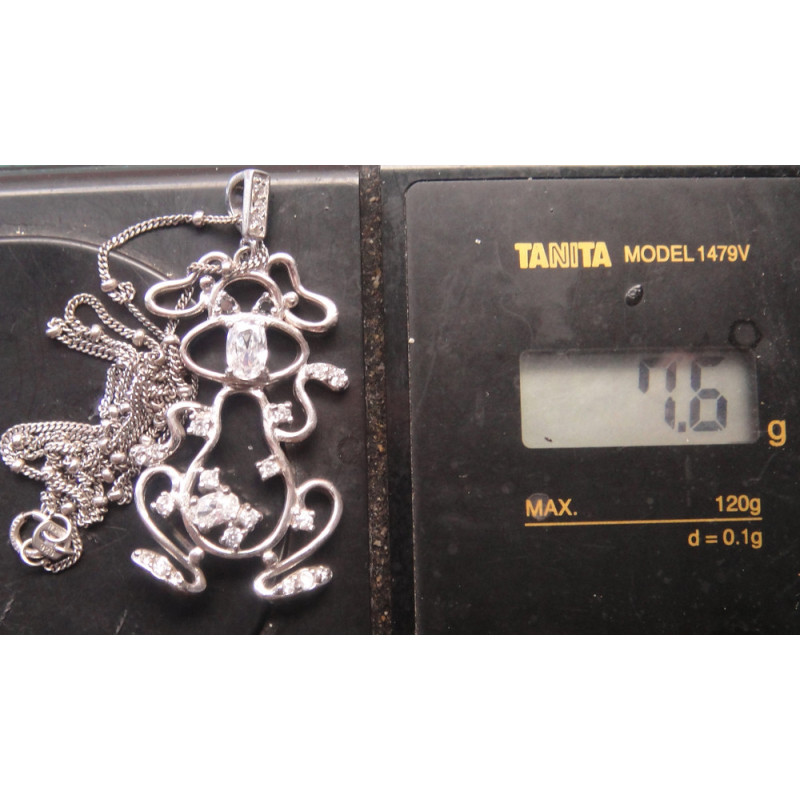 TANITA MODEL 1479V
7.6 g
MAX. 120g
d = 0.1g